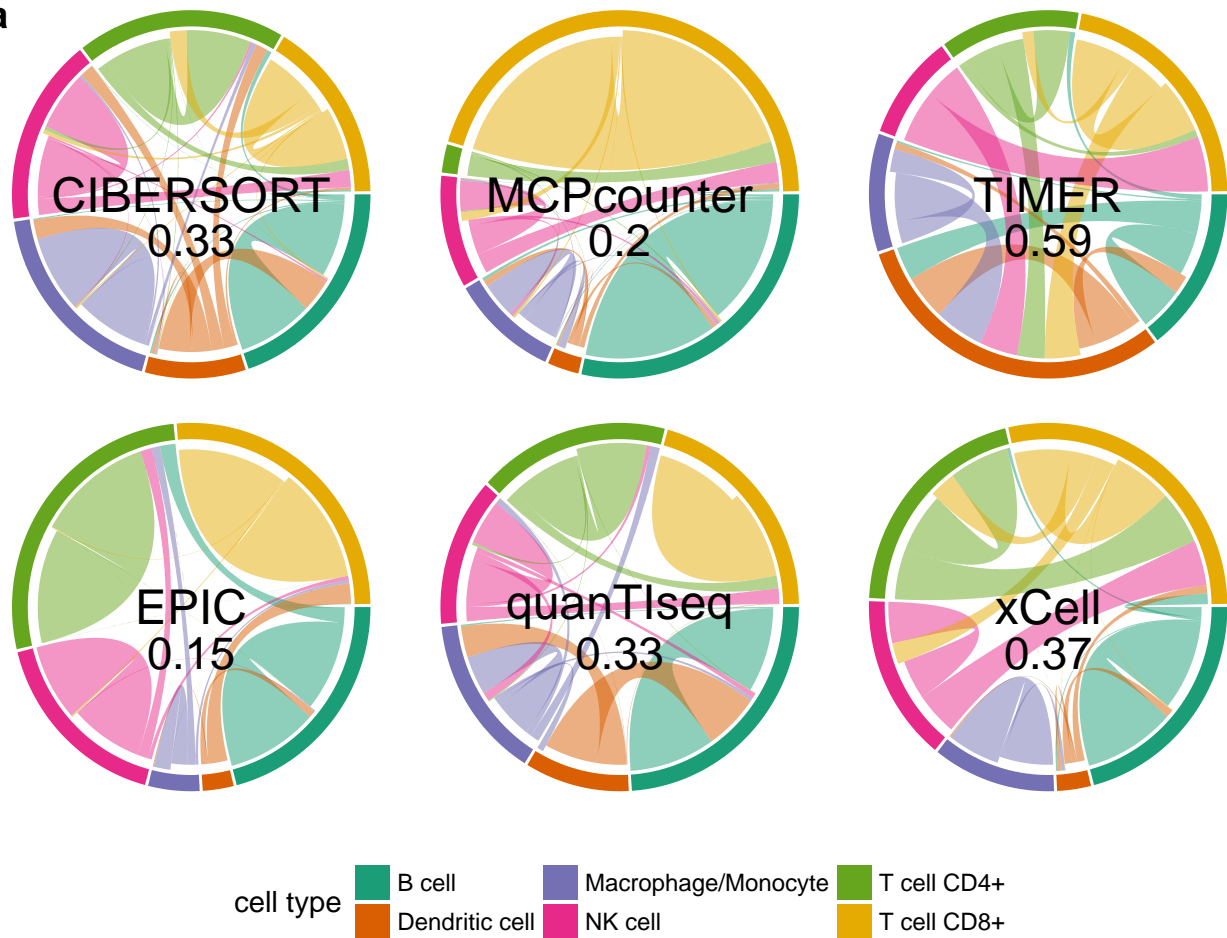 a
CIBERSORT
0.33
MCPcounter
0.2
TIMER
0.59
EPIC
0.15
quanTIseq
0.33
xCell
0.37
cell type
B cell
Macrophage/Monocyte
T cell CD4+
Dendritic cell
NK cell
T cell CD8+